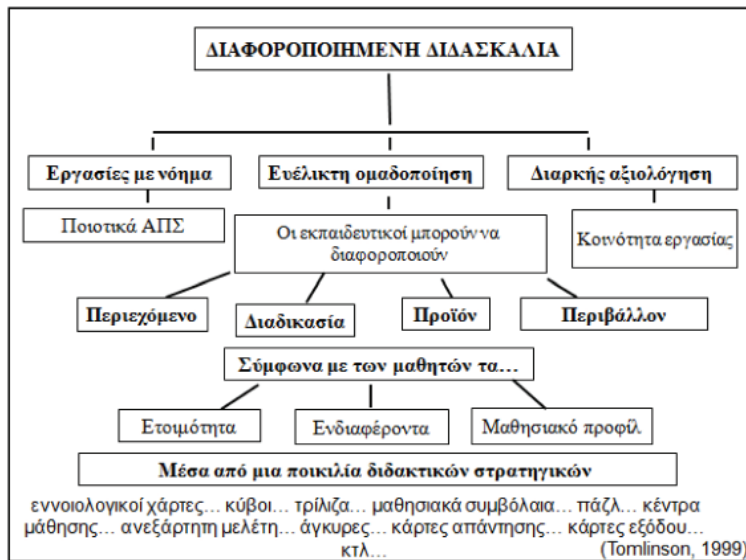 ΔΙΑΦΟΡΟΠΟΙΗΜΕΝΗ ΔΙΔΑΣΚΑΛΙΑ
Εργασίες με νόημα
Ευέλικτη ομαδοποίηση
Διαρκής αξιολόγηση
Ποιοτικά ΑΠΣ
Οι εκπαιδευτικοί μπορούν να
διαφοροποιούν
Κοινότητα εργασίας
Περιεχόμενο
Διαδικασία
Προϊόν
Περιβάλλον
Σύμφωνα με των μαθητών τα…
Ετοιμότητα
Ενδιαφέροντα
Μαθησιακό προφίλ
Μέσα από μια ποικιλία διδακτικών στρατηγικών
εννοιολογικοί χάρτες… κύβοι… τρίλιζα… μαθησιακά συμβόλαια… πάζλ… κέντρα
μάθησης… ανεξάρτητη μελέτη… άγκυρες… κάρτες απάντησης… κάρτες εξόδου…
κτλ…
(Tomlinson, 1999)